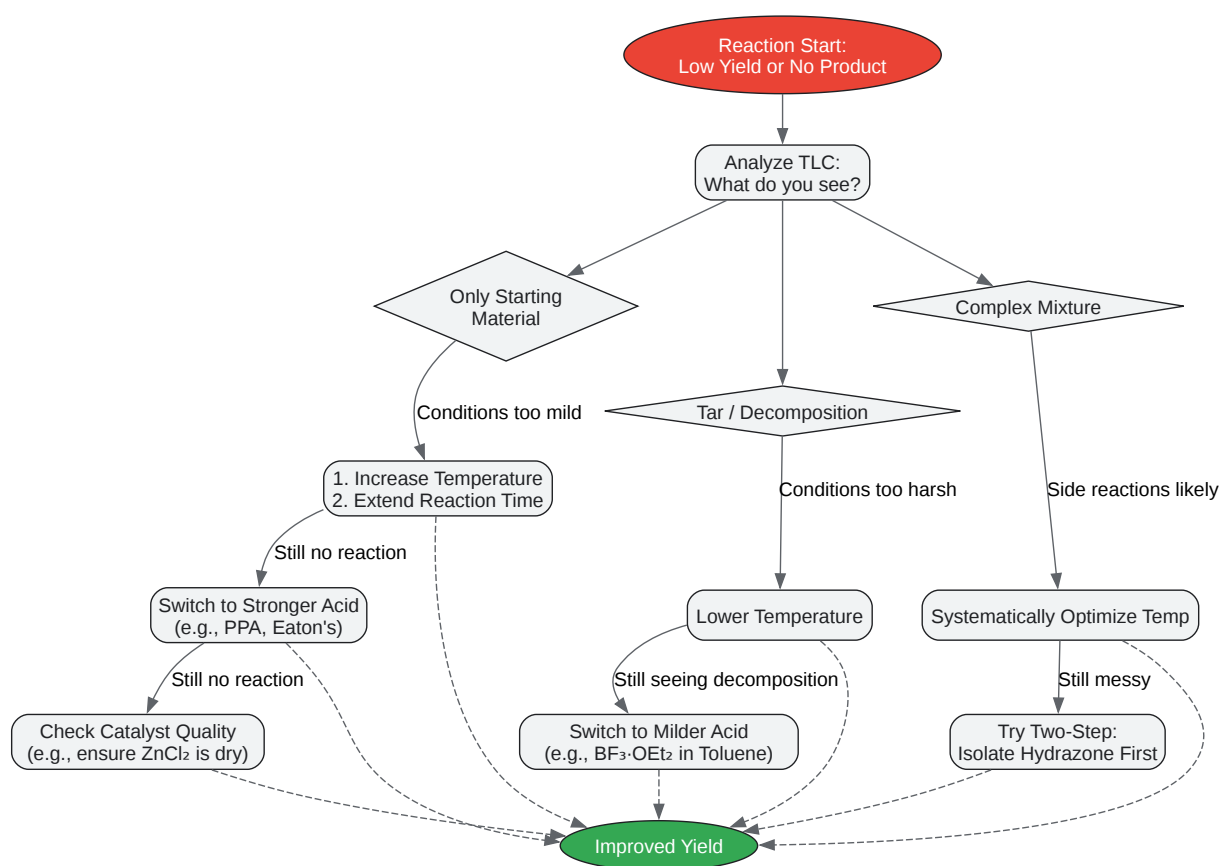 Reaction Start:
Low Yield or No Product
Analyze TLC:
What do you see?
Only Starting
Material
Complex Mixture
Tar / Decomposition
Conditions too mild
1. Increase Temperature
2. Extend Reaction Time
Conditions too harsh
Side reactions likely
Still no reaction
Switch to Stronger Acid
(e.g., PPA, Eaton's)
Lower Temperature
Systematically Optimize Temp
Still no reaction
Still seeing decomposition
Still messy
Check Catalyst Quality
(e.g., ensure ZnCl₂ is dry)
Switch to Milder Acid
(e.g., BF₃·OEt₂ in Toluene)
Try Two-Step:
Isolate Hydrazone First
Improved Yield